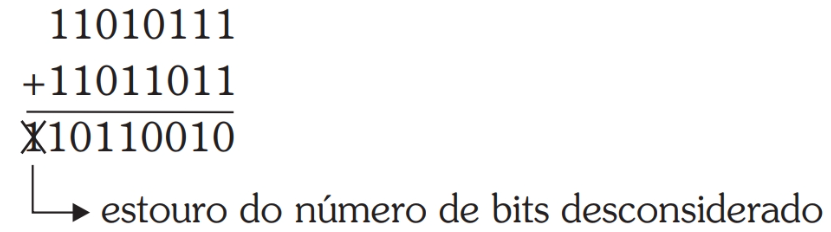 11010111
+11011011
110110010
estouro do número de bits desconsiderado